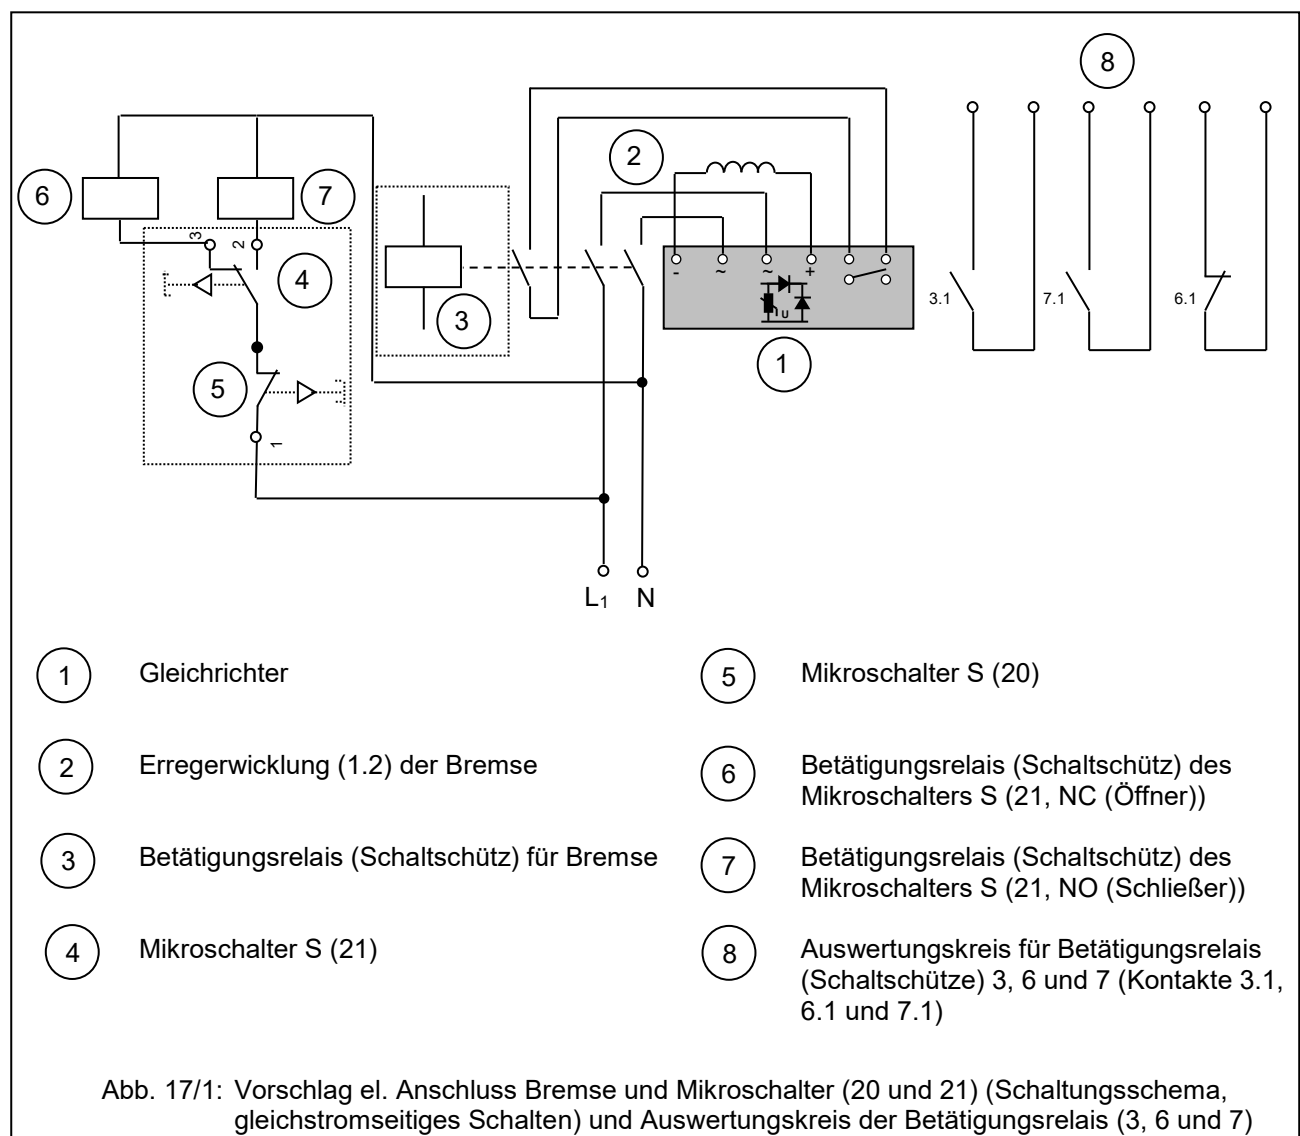 8
2
6
7
3
2
4
3.1
7.1
6.1
- ~ ~ +
U
3
1
5
1
L1 N
1 Gleichrichter
2 Erregerwicklung (1.2) der Bremse
3 Betätigungsrelais (Schaltschütz) für Bremse
4 Mikroschalter S (21)
5 Mikroschalter S (20)
6 Betätigungsrelais (Schaltschütz) des
Mikroschalters S (21, NC (Öffner))
7 Betätigungsrelais (Schaltschütz) des
Mikroschalters S (21, NO (Schließer))
8 Auswertungskreis für Betätigungsrelais
(Schaltschütze) 3, 6 und 7 (Kontakte 3.1,
6.1 und 7.1)
Abb. 17/1: Vorschlag el. Anschluss Bremse und Mikroschalter (20 und 21) (Schaltungsschema,
gleichstromseitiges Schalten) und Auswertungskreis der Betätigungsrelais (3, 6 und 7)